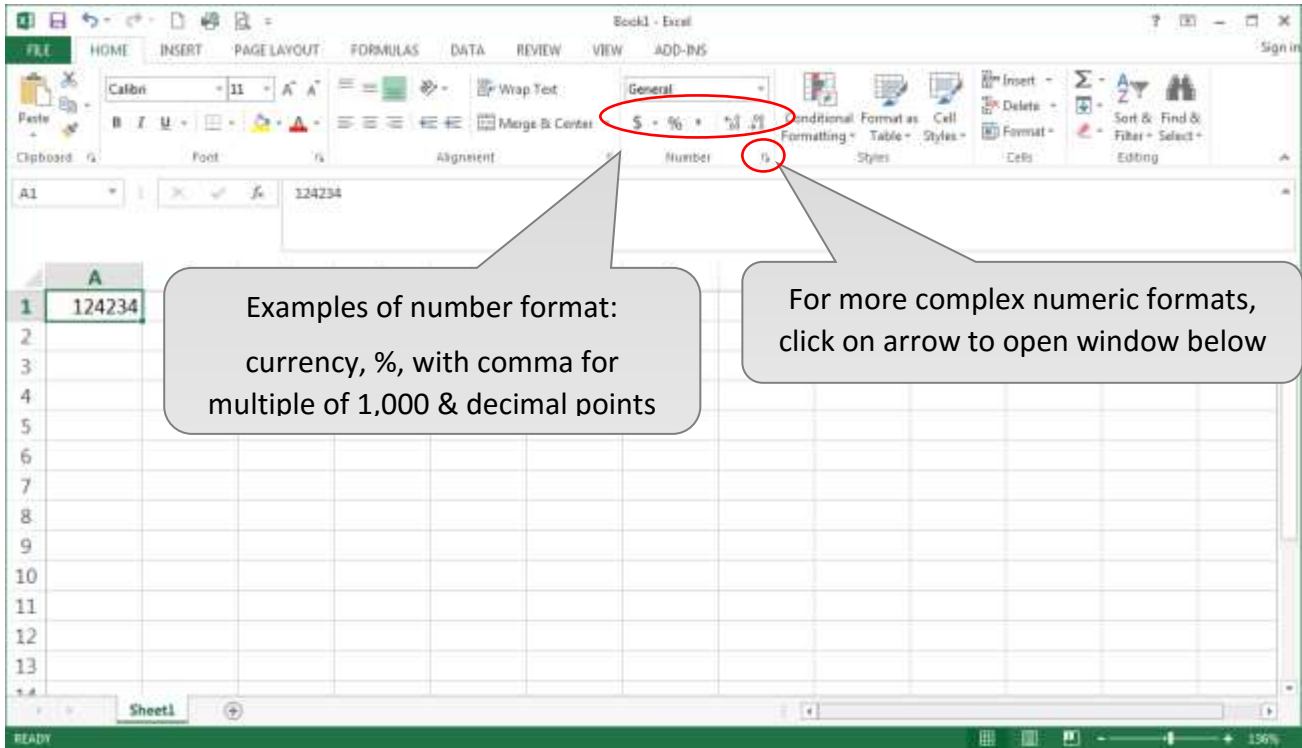 Book1 - Excel
FILE HOME INSERT PAGE LAYOUT FORMULAS DATA REVIEW VIEW ADD-INS Sign in
Calibri 11 Wrap Text General Insert
Paste Delete Sort & Find &
B I U Merge & Center $ % , Conditional Format as Cell Format Filter Select
Formatting Table Styles
Clipboard Font Alignment Number Styles Cells Editing
A1 fx 124234
A
1 124234
Examples of number format:
currency, %, with comma for
multiple of 1,000 & decimal points
For more complex numeric formats,
click on arrow to open window below
2
3
4
5
6
7
8
9
10
11
12
13
Sheet1
READY 136%